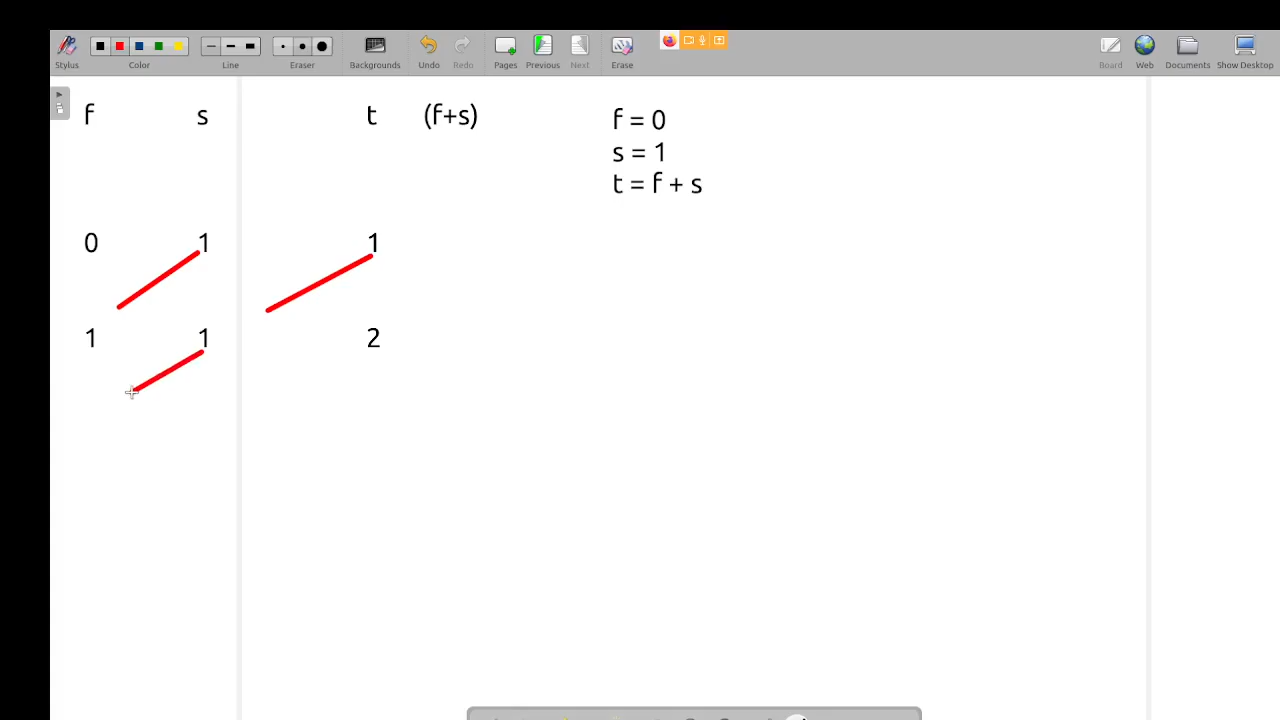 Stylus Color Line Eraser Backgrounds Undo Redo Pages Previous Next Erase Board Web Documents Show Desktop
f s t (f+s)
f = 0
s = 1
t = f + s
0 1 1
1 1 2